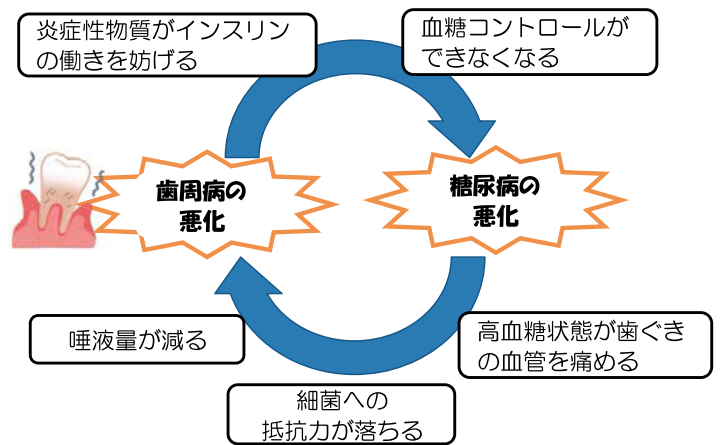 炎症性物質がインスリン
の働きを妨げる
血糖コントロールが
できなくなる
歯周病の
悪化
糖尿病の
悪化
唾液量が減る
高血糖状態が歯ぐき
の血管を痛める
細菌への
抵抗力が落ちる